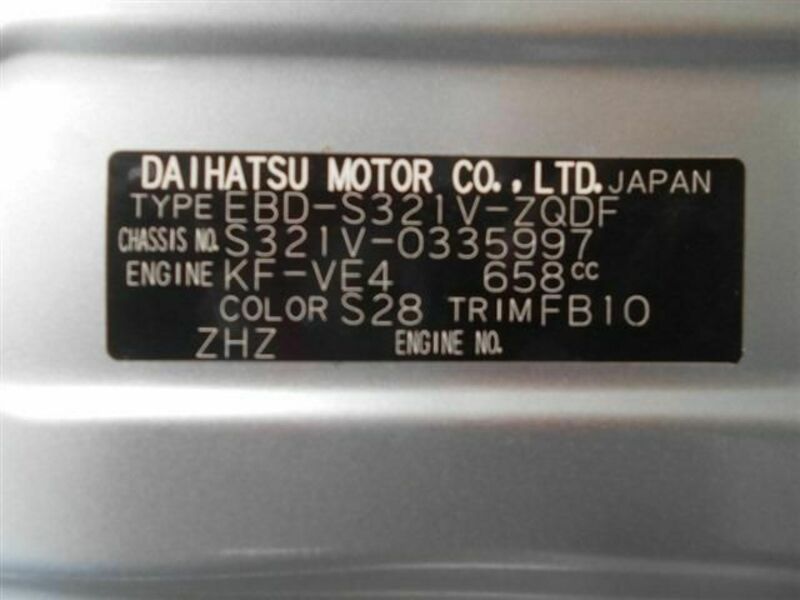 DAIHATSU MOTOR CO., LTD. JAPAN
TYPE EBD-S321V-ZQDF
CHASSIS NO. S321V-0335997
ENGINE KF-VE4 658cc
COLOR S28 TRIM FB10
ZHZ ENGINE NO.